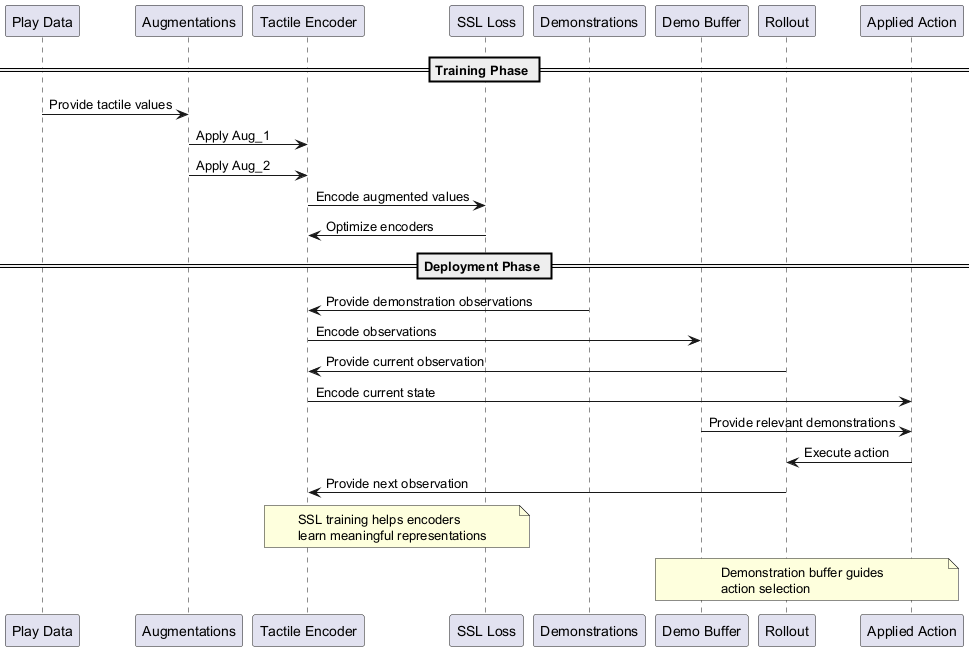 Play Data
Augmentations
Tactile Encoder
SSL Loss
Demonstrations
Demo Buffer
Rollout
Applied Action
Training Phase
Provide tactile values
Apply Aug_1
Apply Aug_2
Encode augmented values
Optimize encoders
Deployment Phase
Provide demonstration observations
Encode observations
Provide current observation
Encode current state
Provide relevant demonstrations
Execute action
Provide next observation
SSL training helps encoders
learn meaningful representations
Demonstration buffer guides
action selection
Play Data
Augmentations
Tactile Encoder
SSL Loss
Demonstrations
Demo Buffer
Rollout
Applied Action